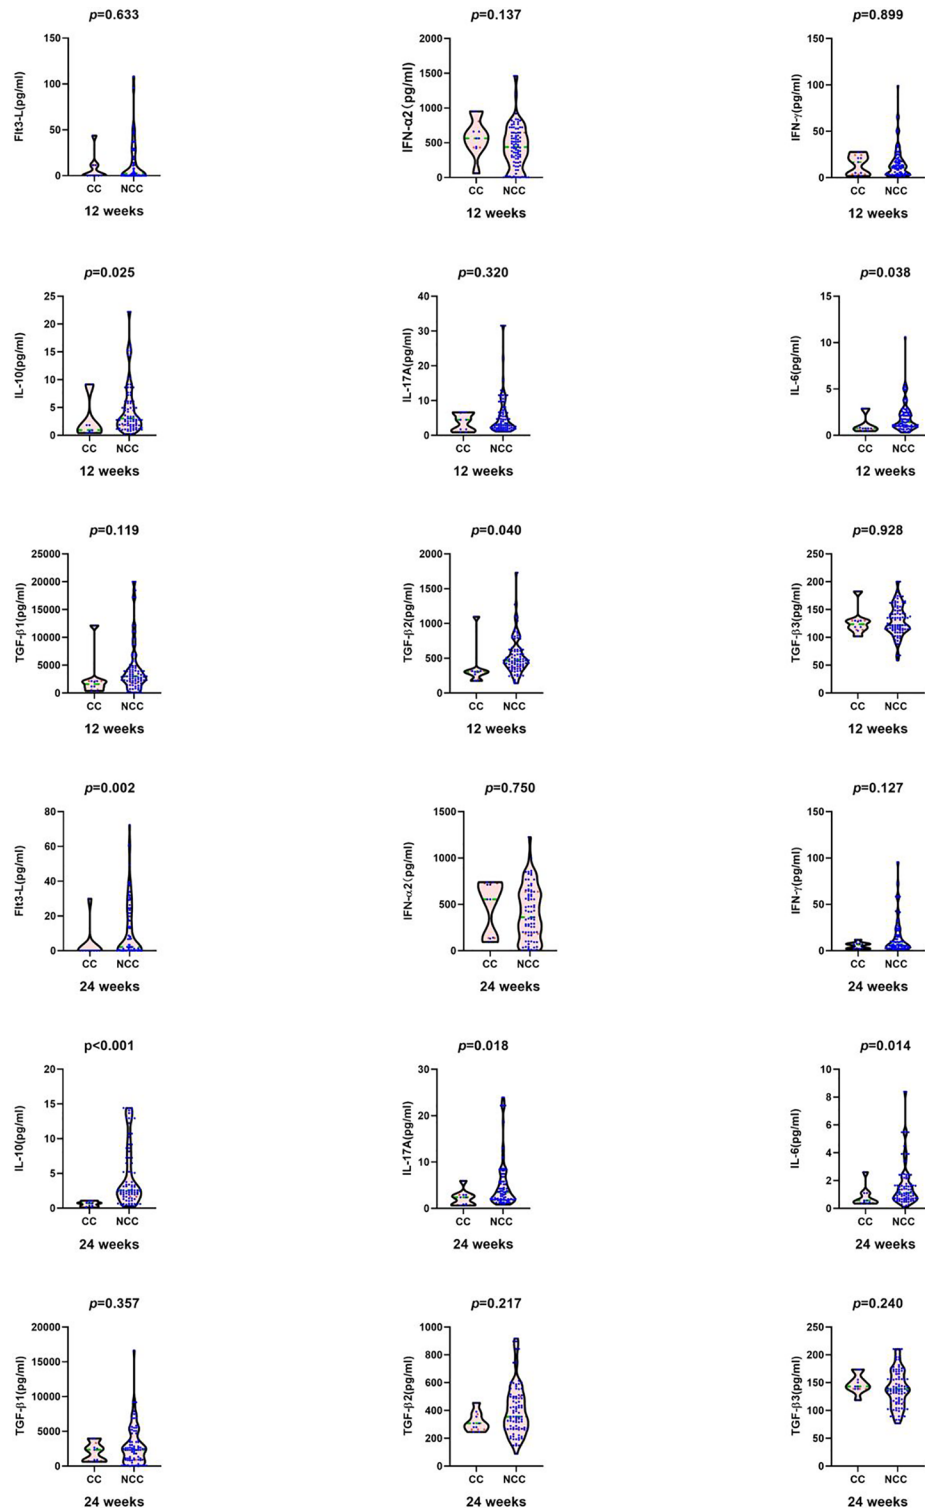 p=0.633 p=0.137 p=0.899
Flt3-L(pg/ml) 150 100 50 0 CC NCC
12 weeks
IFN-α2(pg/ml) 2000 1500 1000 500 0 CC NCC
12 weeks
IFN-γ(pg/ml) 150 100 50 0 CC NCC
12 weeks
p=0.025 p=0.320 p=0.038
IL-10(pg/ml) 25 20 15 10 5 0 CC NCC
12 weeks
IL-17A(pg/ml) 40 30 20 10 0 CC NCC
12 weeks
IL-6(pg/ml) 15 10 5 0 CC NCC
12 weeks
p=0.119 p=0.040 p=0.928
TGF-β1(pg/ml) 25000 20000 15000 10000 5000 0 CC NCC
12 weeks
TGF-β2(pg/ml) 2000 1500 1000 500 0 CC NCC
12 weeks
TGF-β3(pg/ml) 250 200 150 100 50 0 CC NCC
12 weeks
p=0.002 p=0.750 p=0.127
Flt3-L(pg/ml) 80 60 40 20 0 CC NCC
24 weeks
IFN-α2(pg/ml) 1500 1000 500 0 CC NCC
24 weeks
IFN-γ(pg/ml) 150 100 50 0 CC NCC
24 weeks
p<0.001 p=0.018 p=0.014
IL-10(pg/ml) 20 15 10 5 0 CC NCC
24 weeks
IL-17A(pg/ml) 30 20 10 0 CC NCC
24 weeks
IL-6(pg/ml) 10 8 6 4 2 0 CC NCC
24 weeks
p=0.357 p=0.217 p=0.240
TGF-β1(pg/ml) 20000 15000 10000 5000 0 CC NCC
24 weeks
TGF-β2(pg/ml) 1000 800 600 400 200 0 CC NCC
24 weeks
TGF-β3(pg/ml) 250 200 150 100 50 0 CC NCC
24 weeks